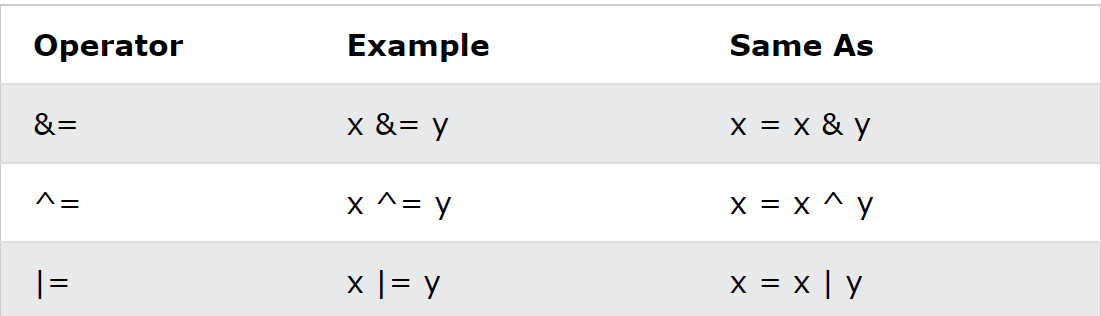 Operator Example Same As
&= x &= y x = x & y
^= x ^= y x = x ^ y
|= x |= y x = x | y